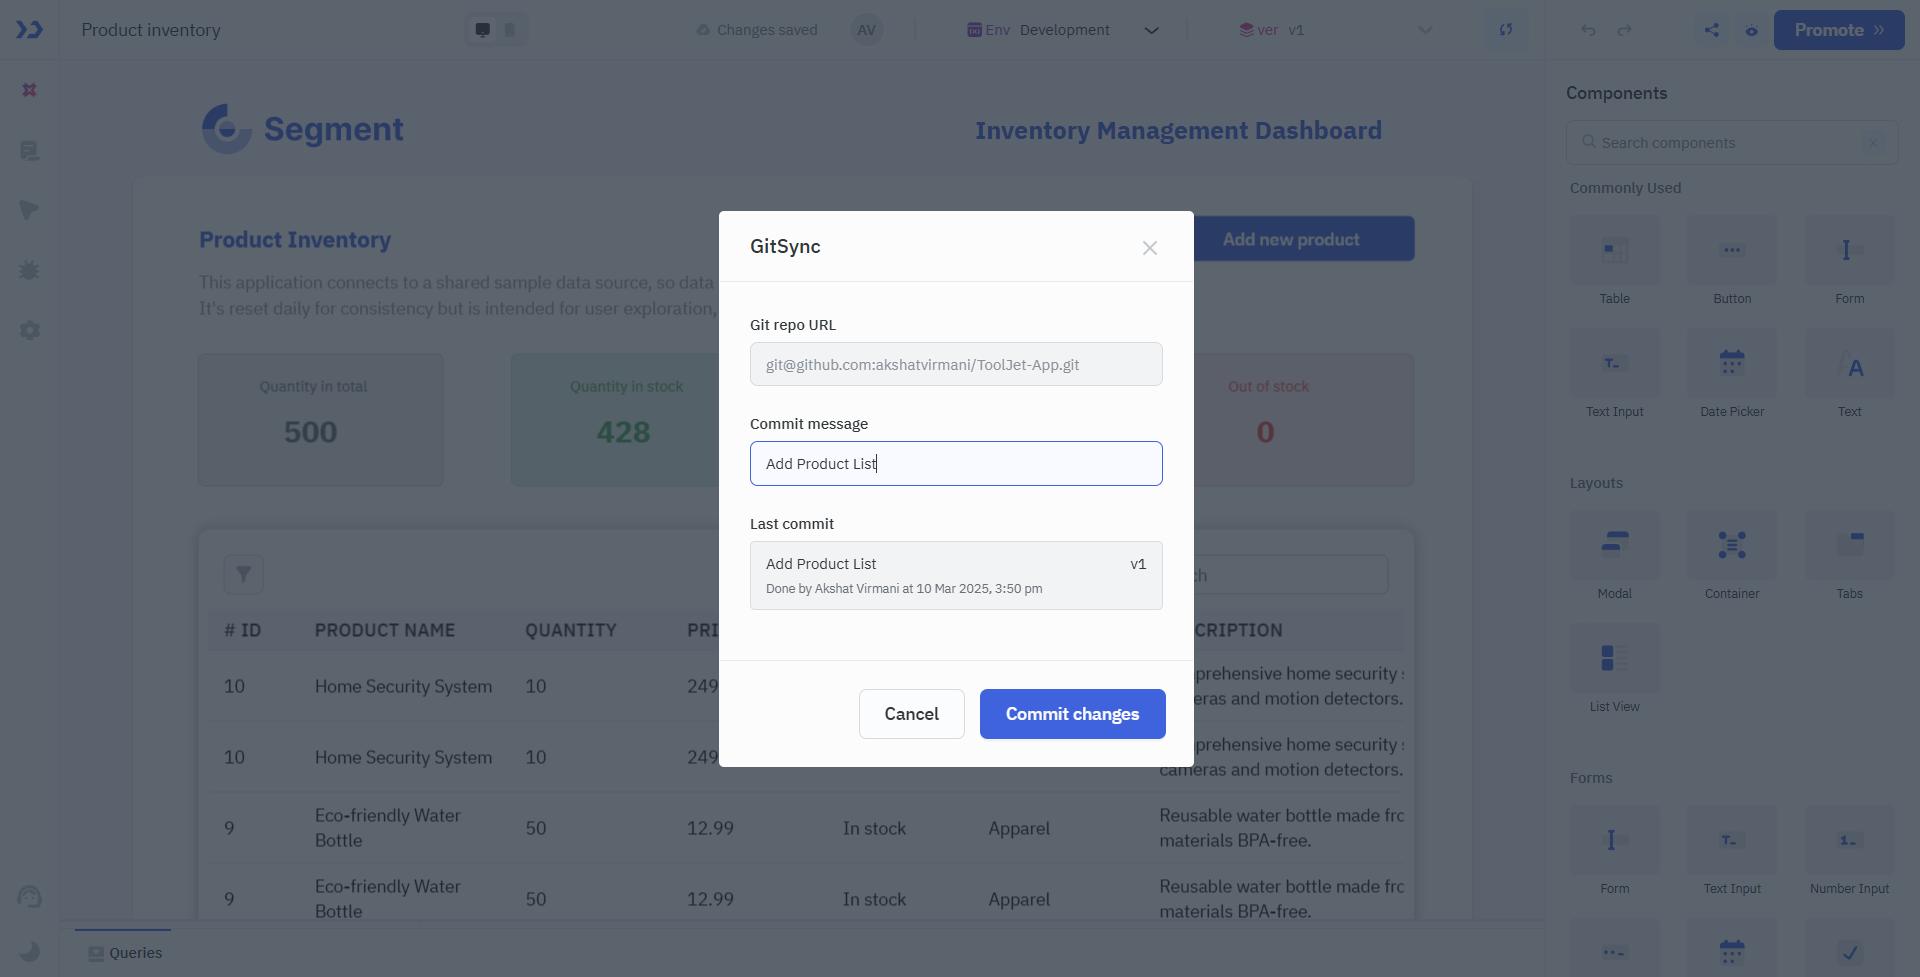 Product inventory
Changes saved
AV
Env Development
ver v1
Promote
Segment
Inventory Management Dashboard
Product Inventory
Add new product
This application connects to a shared sample data source, so data
It's reset daily for consistency but is intended for user exploration,
Quantity in total
500
Quantity in stock
428
Out of stock
0
GitSync
Git repo URL
git@github.com:akshatvirmani/ToolJet-App.git
Commit message
Add Product List
Last commit
Add Product List v1
Done by Akshat Virmani at 10 Mar 2025, 3:50 pm
Cancel
Commit changes
# ID PRODUCT NAME QUANTITY
10 Home Security System 10 249
home security
and motion detectors.
10 Home Security System 10 249
home security
cameras and motion detectors.
9 Eco-friendly Water Bottle 50 12.99 In stock Apparel
Reusable water bottle made
materials BPA-free.
9 Eco-friendly Water Bottle 50 12.99 In stock Apparel
Reusable water bottle made
materials BPA-free.
Queries
Components
Search components
Commonly Used
Table Button Form
Text Input Date Picker Text
Layouts
Modal Container Tabs
List View
Forms
Form Text Input Number Input